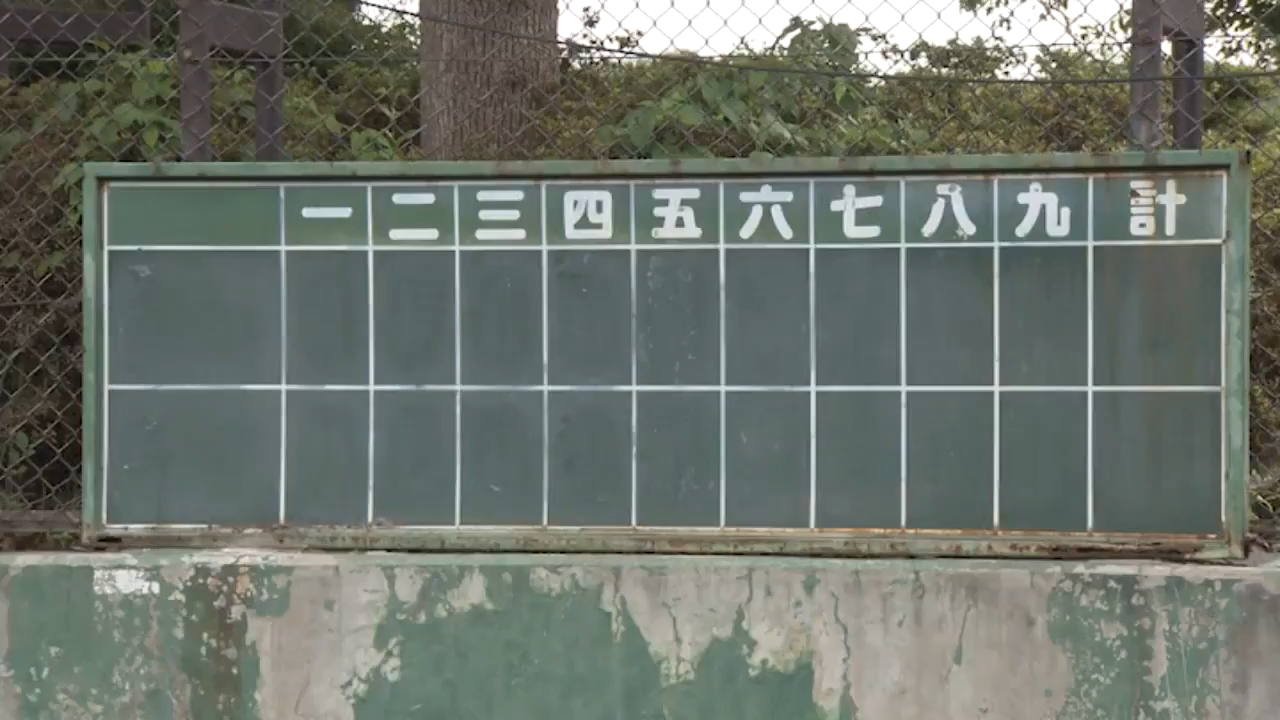 一 二 三 四 五 六 七 八 九 計